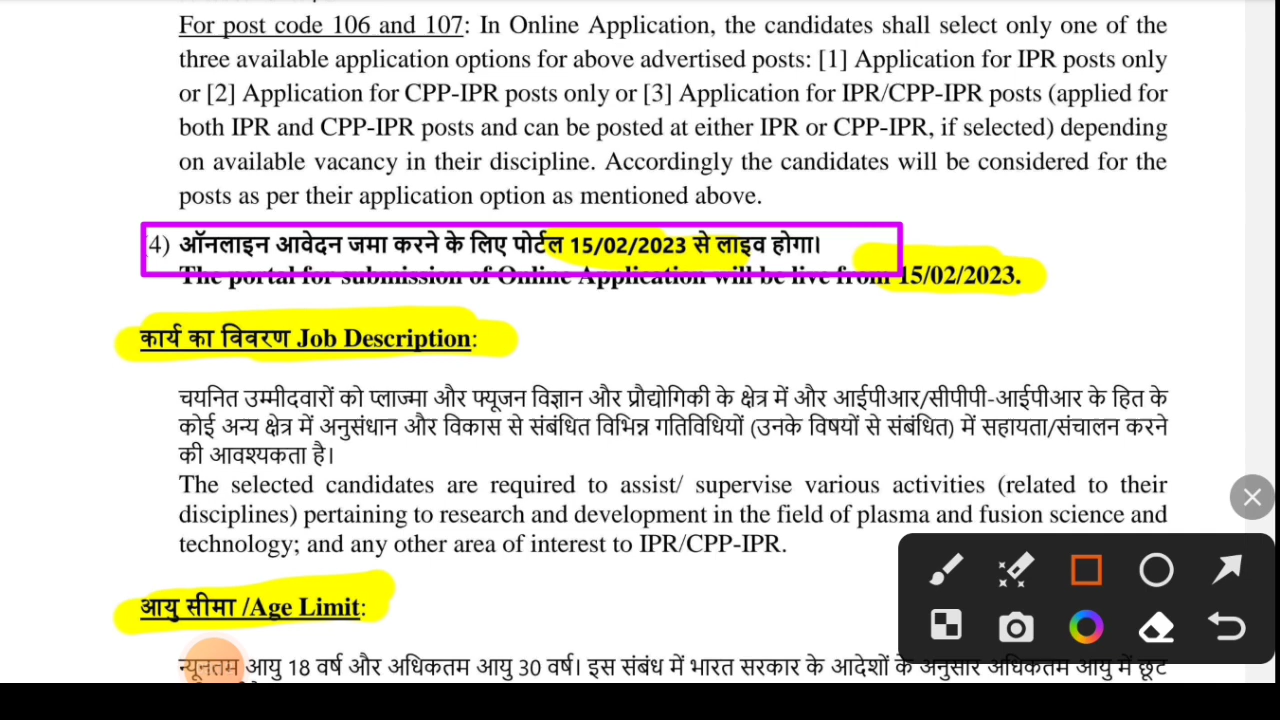 For post code 106 and 107: In Online Application, the candidates shall select only one of the
three available application options for above advertised posts: [1] Application for IPR posts only
or [2] Application for CPP-IPR posts only or [3] Application for IPR/CPP-IPR posts (applied for
both IPR and CPP-IPR posts and can be posted at either IPR or CPP-IPR, if selected) depending
on available vacancy in their discipline. Accordingly the candidates will be considered for the
posts as per their application option as mentioned above.
4) ऑनलाइन आवेदन जमा करने के लिए पोर्टल 15/02/2023 से लाइव होगा।
The portal for submission of Online Application will be live from 15/02/2023.
कार्य का विवरण Job Description:
चयनित उम्मीदवारों को प्लाज्मा और फ्यूजन विज्ञान और प्रौद्योगिकी के क्षेत्र में और आईपीआर/सीपीपी-आईपीआर के हित के
कोई अन्य क्षेत्र में अनुसंधान और विकास से संबंधित विभिन्न गतिविधियों (उनके विषयों से संबंधित) में सहायता/संचालन करने
की आवश्यकता है।
The selected candidates are required to assist/ supervise various activities (related to their
disciplines) pertaining to research and development in the field of plasma and fusion science and
technology; and any other area of interest to IPR/CPP-IPR.
आयु सीमा /Age Limit:
न्यूनतम आयु 18 वर्ष और अधिकतम आयु 30 वर्ष। इस संबंध में भारत सरकार के आदेशों के अनुसार अधिकतम आयु में छूट